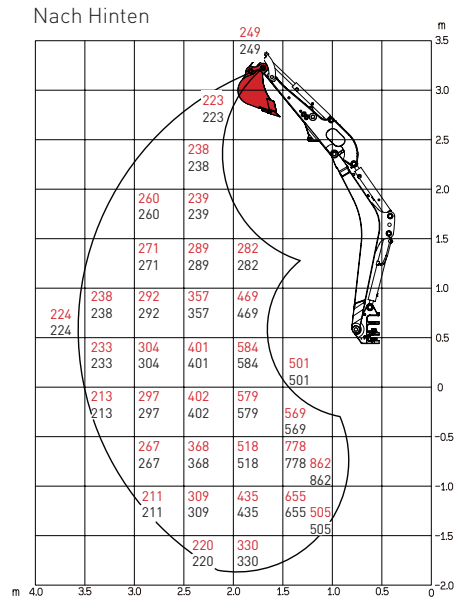 Nach Hinten
m
249
249
3.5
3.0
223
223
2.5
238
238
2.0
260 239
260 239
1.5
271 289 282
271 289 282
1.0
238 292 357 469
224
238 292 357 469
224
0.5
233 304 401 584
233 304 401 584
501
501
0
213 297 402 579
213 297 402 579
569
569
−0.5
267 368 518 778
267 368 518 778 862
862
−1.0
211 309 435 655
211 309 435 655 505
505
−1.5
220 330
220 330
−2.0
m 4.0 3.5 3.0 2.5 2.0 1.5 1.0 0.5 0